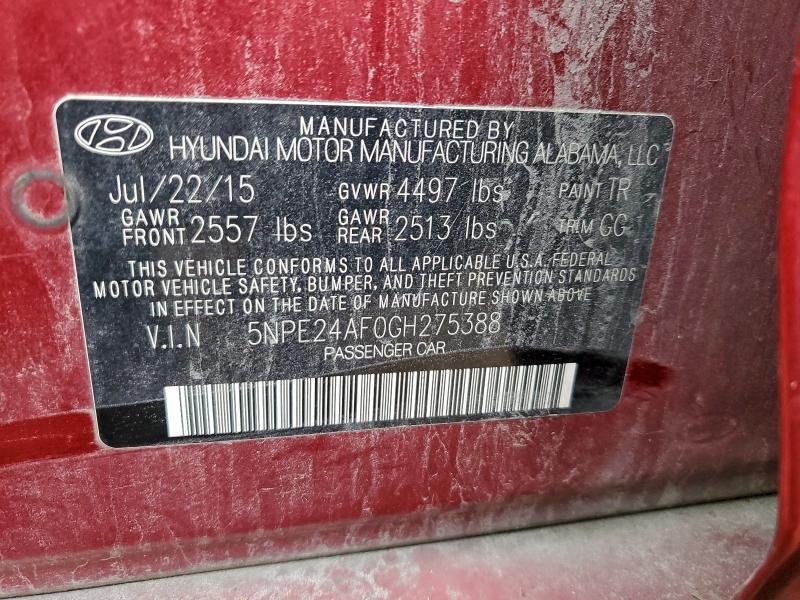 MANUFACTURED BY
HYUNDAI MOTOR MANUFACTURING ALABAMA, LLC
Jul/22/15 GVWR 4497 lbs PAINT TR
GAWR FRONT 2557 lbs GAWR REAR 2513 lbs TRIM GG
THIS VEHICLE CONFORMS TO ALL APPLICABLE U.S.A. FEDERAL
MOTOR VEHICLE SAFETY, BUMPER, AND THEFT PREVENTION STANDARDS
IN EFFECT ON THE DATE OF MANUFACTURE SHOWN ABOVE.
V.I.N 5NPE24AF0GH275388
PASSENGER CAR